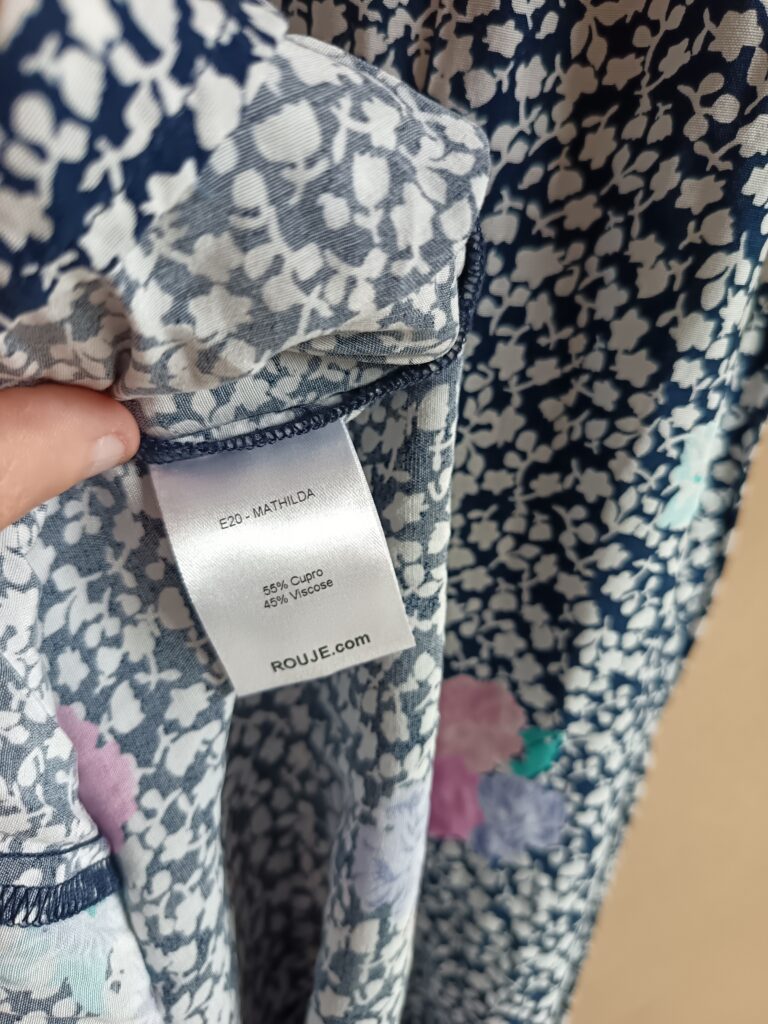 E20 - MATHILDA
55% Cupro
45% Viscose
ROUJE.com